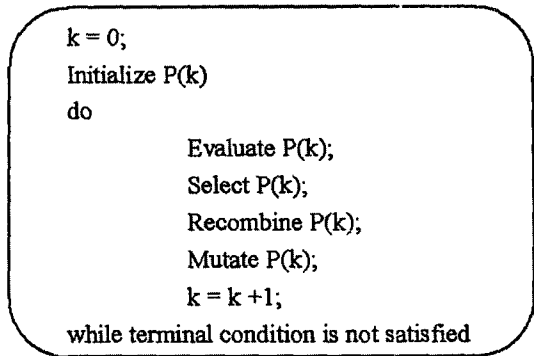 k = 0;
Initialize P(k)
do
Evaluate P(k);
Select P(k);
Recombine P(k);
Mutate P(k);
k = k +1;
while terminal condition is not satisfied